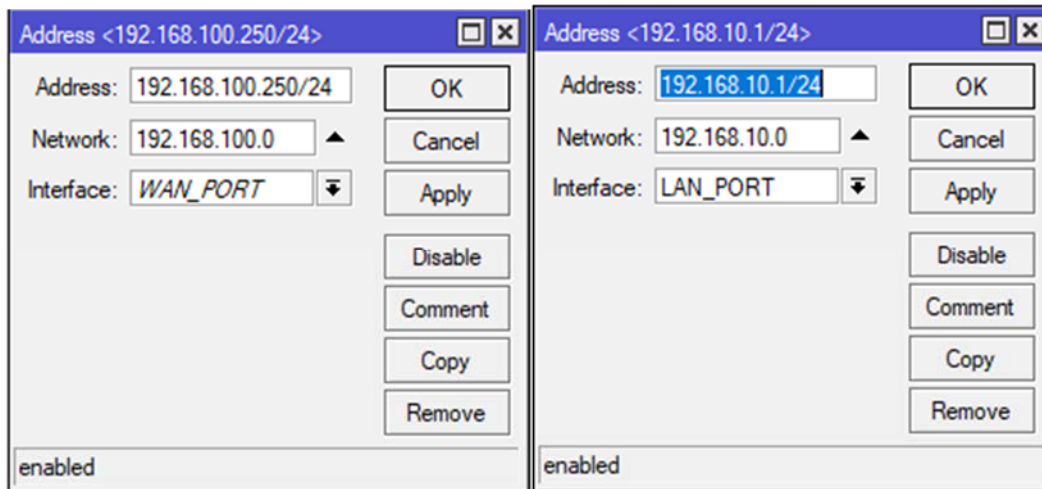 Address <192.168.100.250/24>
Address: 192.168.100.250/24
OK
Network: 192.168.100.0
Cancel
Interface: WAN_PORT
Apply
Disable
Comment
Copy
Remove
enabled
Address <192.168.10.1/24>
Address: 192.168.10.1/24
OK
Network: 192.168.10.0
Cancel
Interface: LAN_PORT
Apply
Disable
Comment
Copy
Remove
enabled